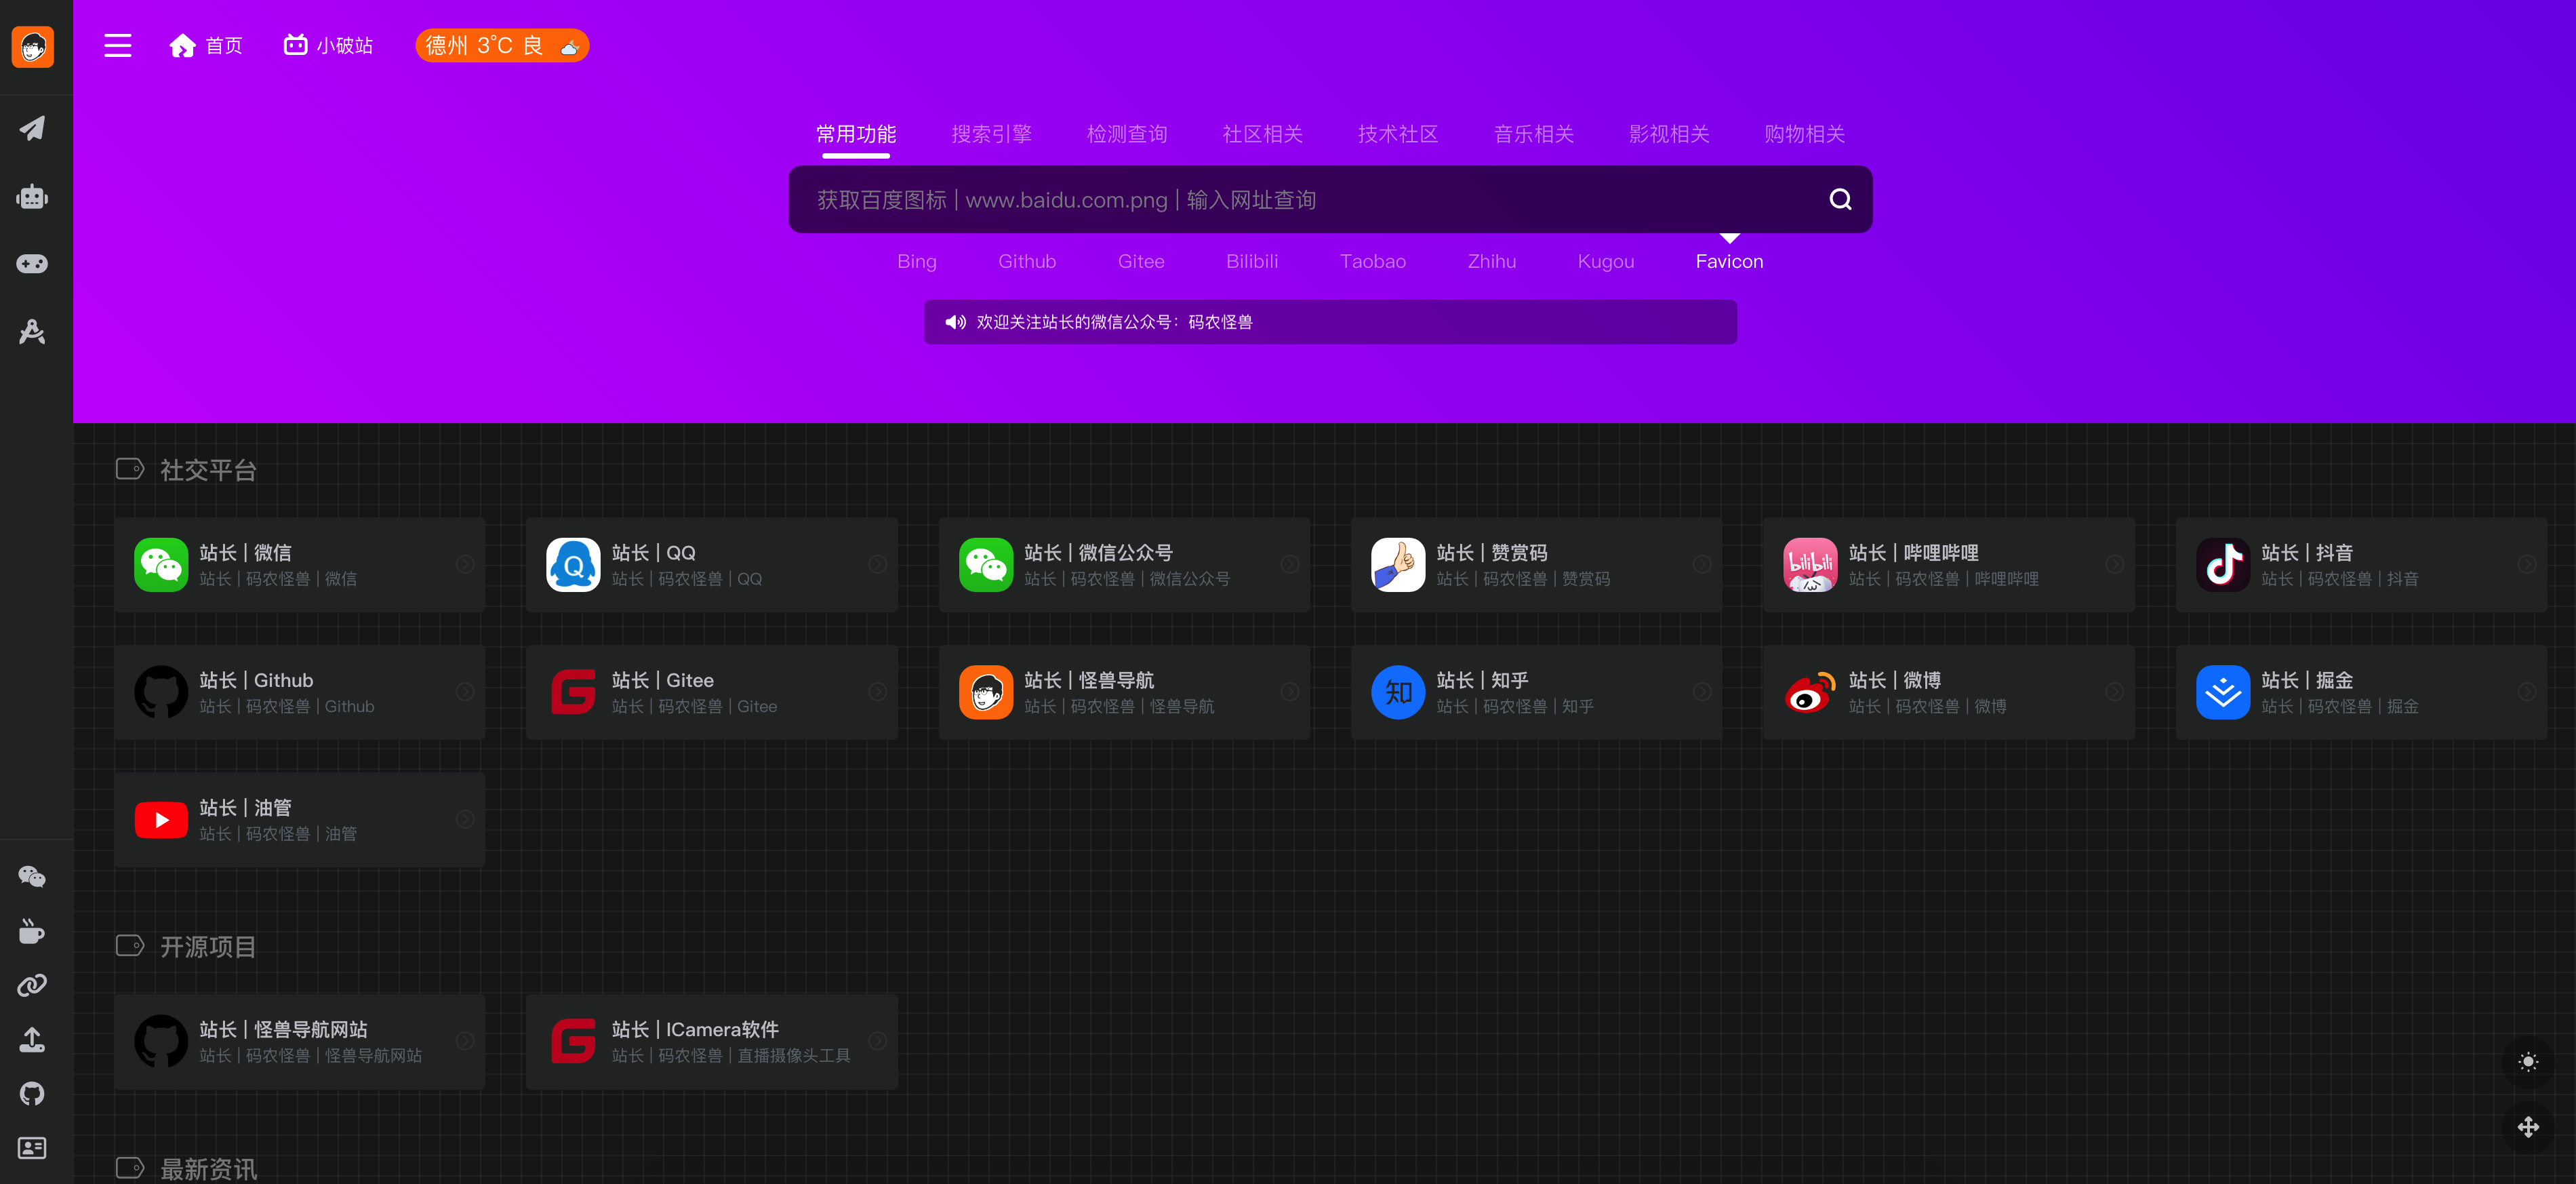 首页
小破站
德州 3°C 良
常用功能
搜索引擎
检测查询
社区相关
技术社区
音乐相关
影视相关
购物相关
获取百度图标 | www.baidu.com.png | 输入网址查询
Bing
Github
Gitee
Bilibili
Taobao
Zhihu
Kugou
Favicon
欢迎关注站长的微信公众号：码农怪兽
社交平台
站长 | 微信
站长 | 码农怪兽 | 微信
Q
站长 | QQ
站长 | 码农怪兽 | QQ
站长 | 微信公众号
站长 | 码农怪兽 | 微信公众号
站长 | 赞赏码
站长 | 码农怪兽 | 赞赏码
bilibili
站长 | 哔哩哔哩
站长 | 码农怪兽 | 哔哩哔哩
站长 | 抖音
站长 | 码农怪兽 | 抖音
站长 | Github
站长 | 码农怪兽 | Github
G
站长 | Gitee
站长 | 码农怪兽 | Gitee
站长 | 怪兽导航
站长 | 码农怪兽 | 怪兽导航
知
站长 | 知乎
站长 | 码农怪兽 | 知乎
站长 | 微博
站长 | 码农怪兽 | 微博
站长 | 掘金
站长 | 码农怪兽 | 掘金
站长 | 油管
站长 | 码农怪兽 | 油管
开源项目
站长 | 怪兽导航网站
站长 | 码农怪兽 | 怪兽导航网站
G
站长 | ICamera软件
站长 | 码农怪兽 | 直播摄像头工具
最新资讯